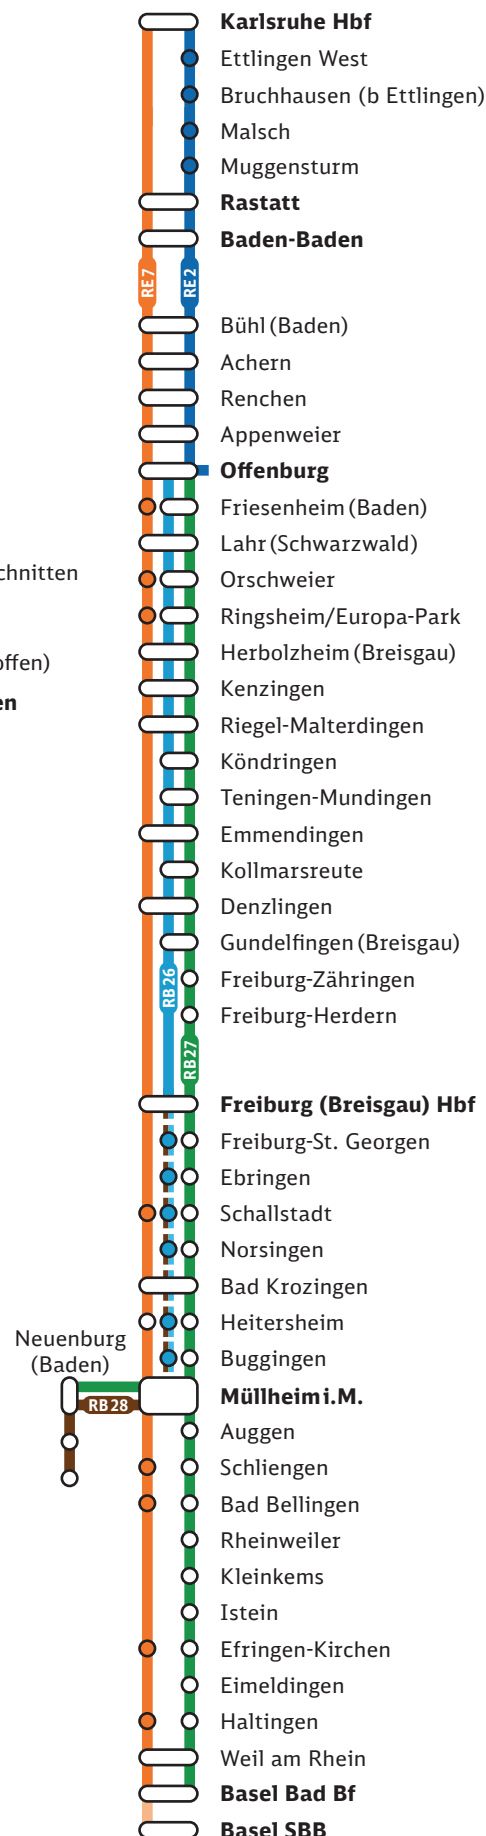 Karlsruhe Hbf
Ettlingen West
Bruchhausen (b Ettlingen)
Malsch
Muggensturm
Rastatt
Baden-Baden
RE 7
RE 2
Bühl (Baden)
Achern
Renchen
Appenweier
Offenburg
Friesenheim (Baden)
Lahr (Schwarzwald)
chnitten
Orschweier
Ringsheim/Europa-Park
Herbolzheim (Breisgau)
offen)
Kenzingen
en
Riegel-Malterdingen
Köndringen
Teningen-Mundingen
Emmendingen
Kollmarsreute
Denzlingen
Gundelfingen (Breisgau)
RB 26
Freiburg-Zähringen
Freiburg-Herdern
RB 27
Freiburg (Breisgau) Hbf
Freiburg-St. Georgen
Ebringen
Schallstadt
Norsingen
Bad Krozingen
Heitersheim
Neuenburg
(Baden)
Buggingen
Müllheim i. M.
RB 28
Auggen
Schliengen
Bad Bellingen
Rheinweiler
Kleinkems
Istein
Efringen-Kirchen
Eimeldingen
Haltingen
Weil am Rhein
Basel Bad Bf
Basel SBB